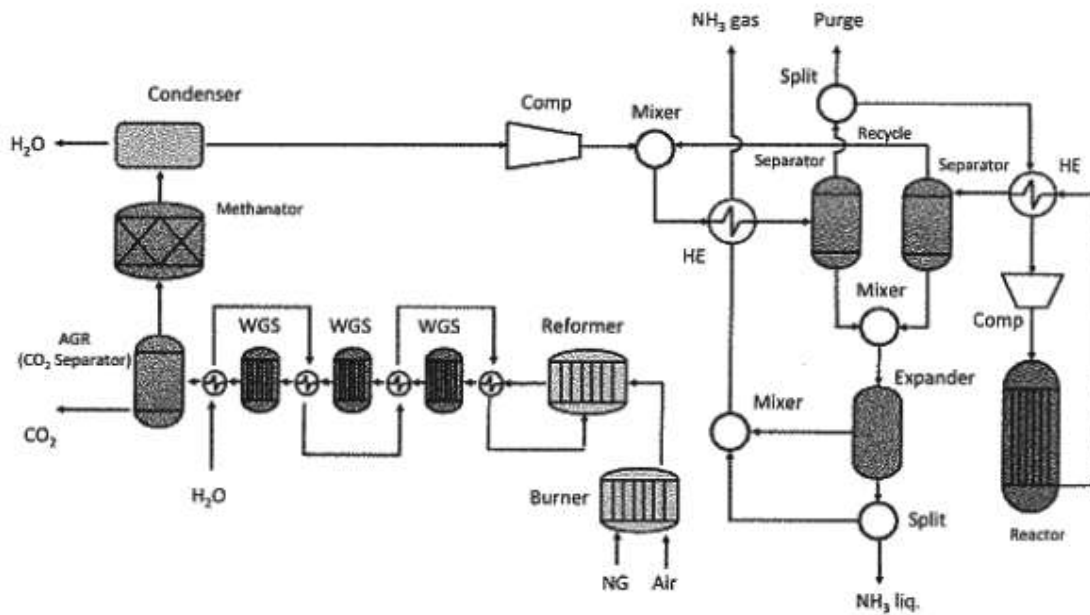 NH₃ gas
Purge
Split
Condenser
Comp
Mixer
H₂O
Recycle
Separator
Separator
HE
Methanator
HE
Mixer
Comp
WGS
WGS
WGS
Reformer
AGR
(CO₂ Separator)
Expander
Mixer
CO₂
H₂O
Burner
Split
Reactor
NG
Air
NH₃ liq.